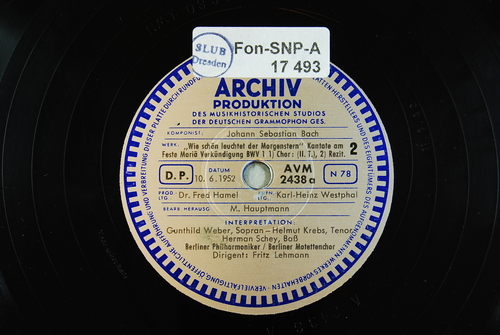 SLUB
Dresden
Fon-SNP-A
17 493
ARCHIV
PRODUKTION
DES MUSIKHISTORISCHEN STUDIOS
DER DEUTSCHEN GRAMMOPHON GES.
KOMPONIST: Johann Sebastian Bach
WERK: „Wie schön leuchtet der Morgenstern" Kantate am
Feste Mariä Verkündigung BWV 1 1) Chor: (II. T.), 2) Rezit. 2
D. P. DATUM 10. 6. 1952 AVM 2438 a N 78
PROD. LTG. Dr. Fred Hamel Karl-Heinz Westphal
BEARB HERAUSG. M. Hauptmann
INTERPRETATION:
Gunthild Weber, Sopran – Helmut Krebs, Tenor
Herman Schey, Baß
Berliner Philharmoniker / Berliner Motettenchor
Dirigent: Fritz Lehmann